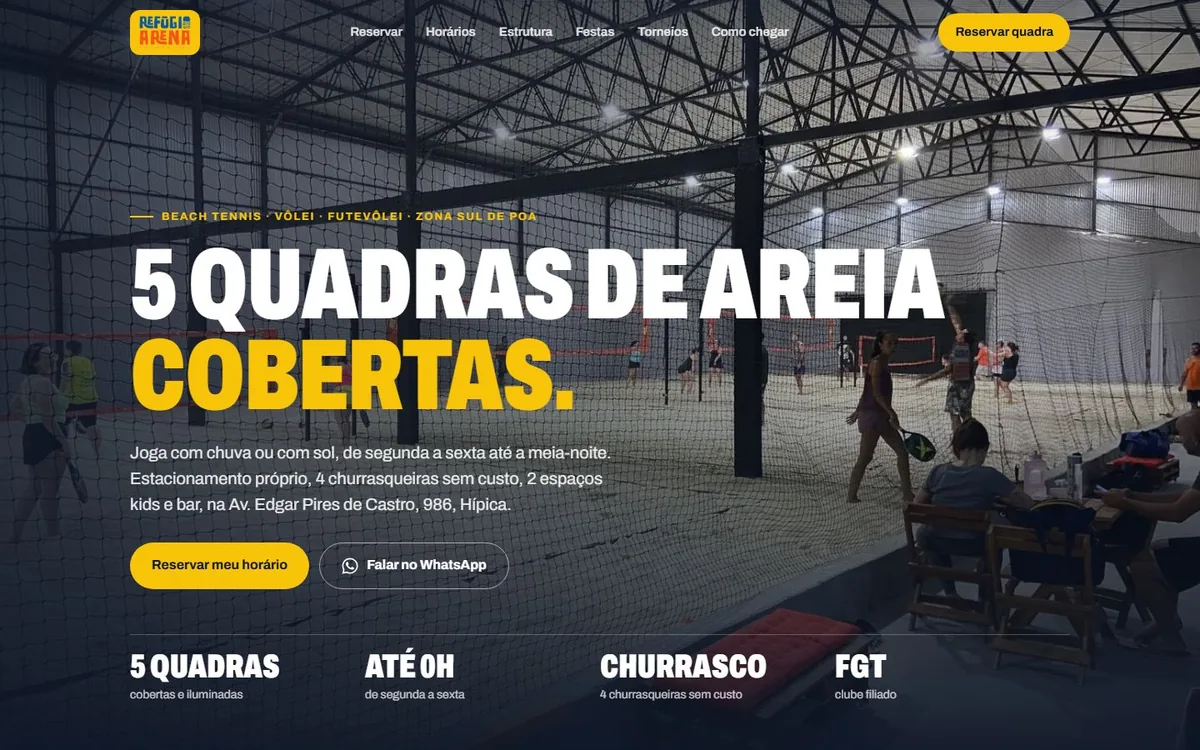 REFÚGIO
ARENA
Reservar
Horários
Estrutura
Festas
Torneios
Como chegar
Reservar quadra
BEACH TENNIS · VÔLEI · FUTEVÔLEI · ZONA SUL DE POA
5 QUADRAS DE AREIA
COBERTAS.
Joga com chuva ou com sol, de segunda a sexta até a meia-noite.
Estacionamento próprio, 4 churrasqueiras sem custo, 2 espaços
kids e bar, na Av. Edgar Pires de Castro, 986, Hípica.
Reservar meu horário
Falar no WhatsApp
5 QUADRAS
cobertas e iluminadas
ATÉ 0H
de segunda a sexta
CHURRASCO
4 churrasqueiras sem custo
FGT
clube filiado